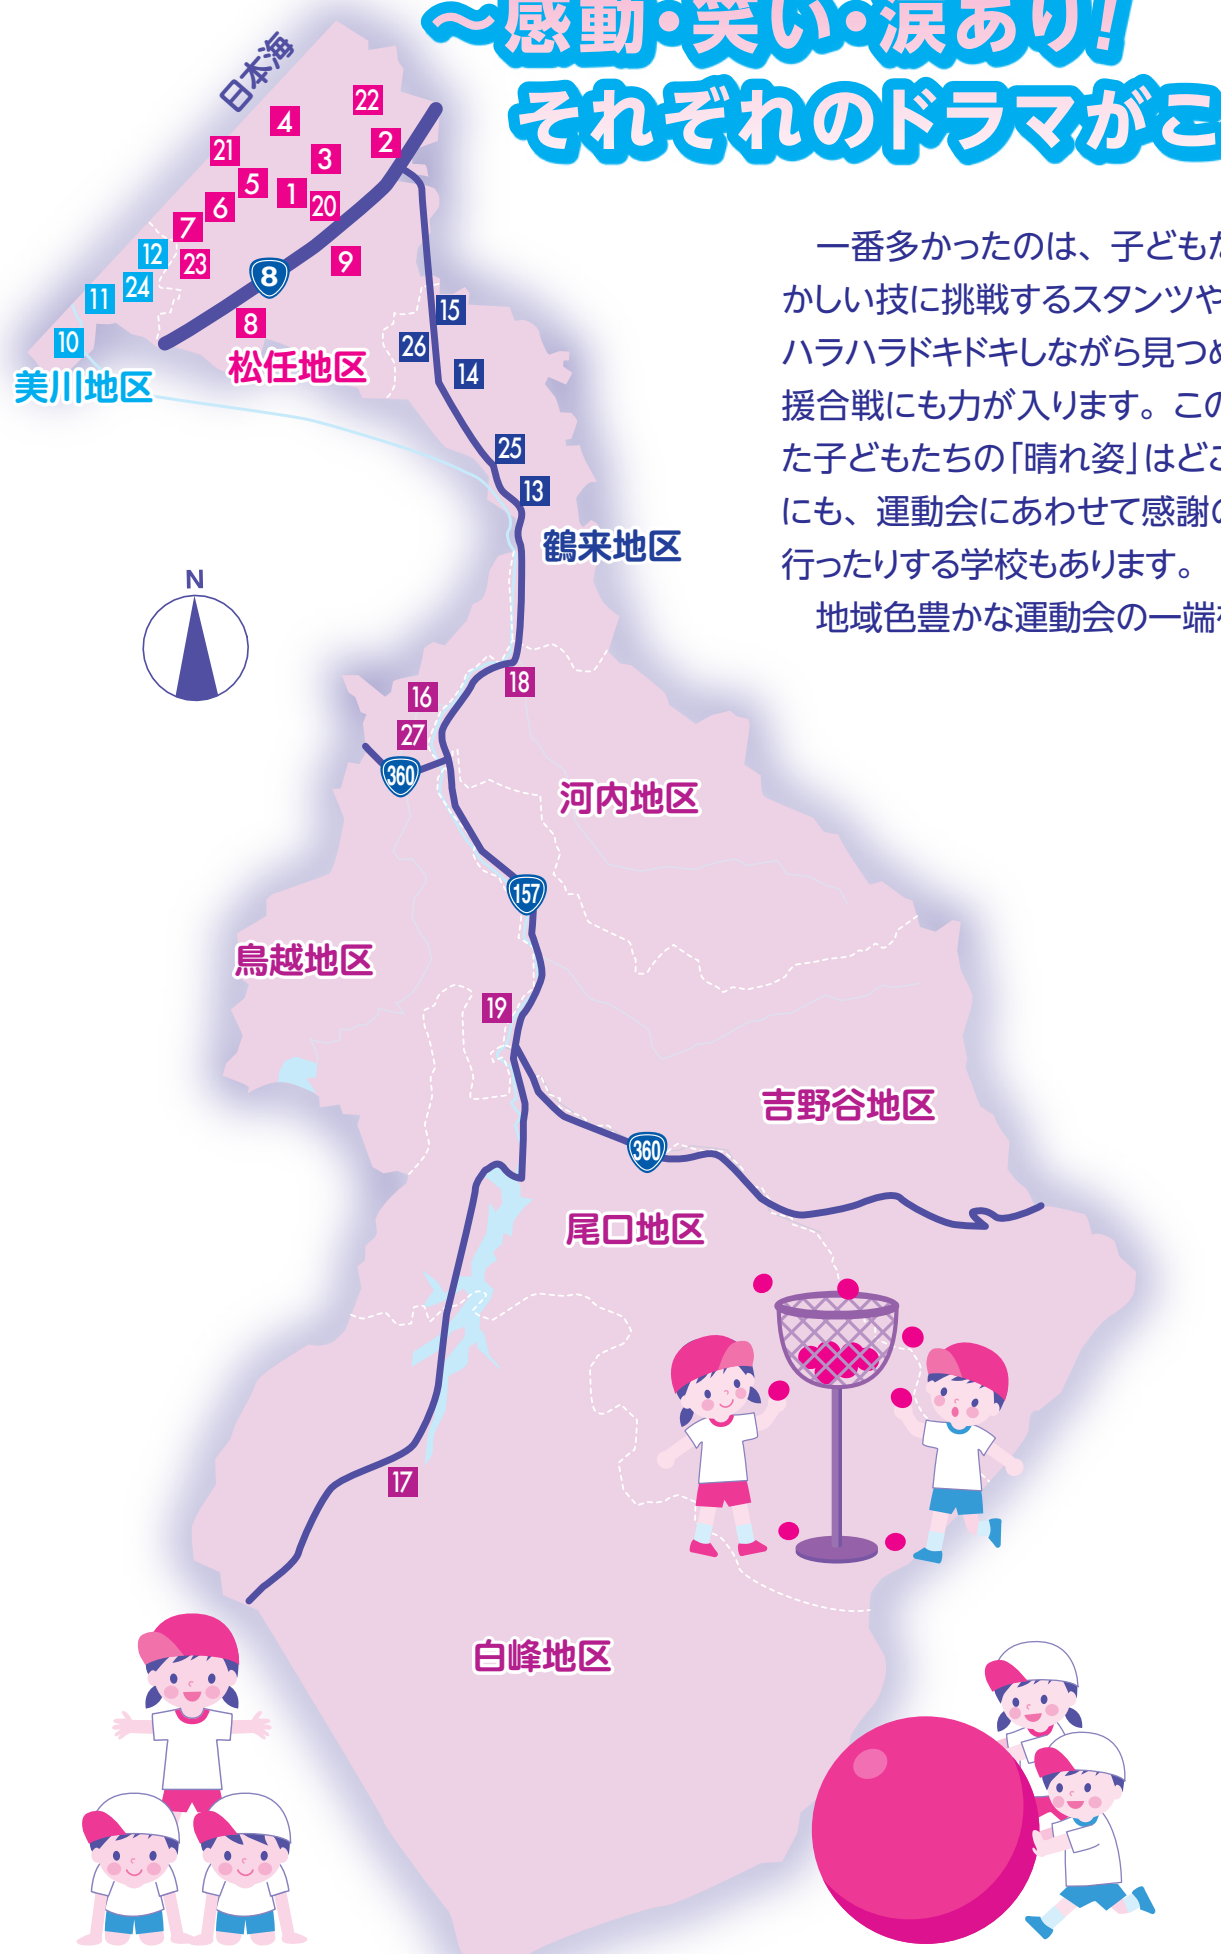 ～感動・笑い・涙あり!
それぞれのドラマがこ
一番多かったのは、子どもた
かしい技に挑戦するスタンツや
ハラハラドキドキしながら見つめ
援合戦にも力が入ります。この
た子どもたちの「晴れ姿」はどこ
にも、運動会にあわせて感謝の
行ったりする学校もあります。
地域色豊かな運動会の一端を
日本海
22
4
2
21
3
5
1
20
6
7
12
23
9
24
8
11
15
8
10
26
松任地区
14
美川地区
25
13
鶴来地区
N
18
16
27
360
河内地区
157
鳥越地区
19
吉野谷地区
360
尾口地区
17
白峰地区